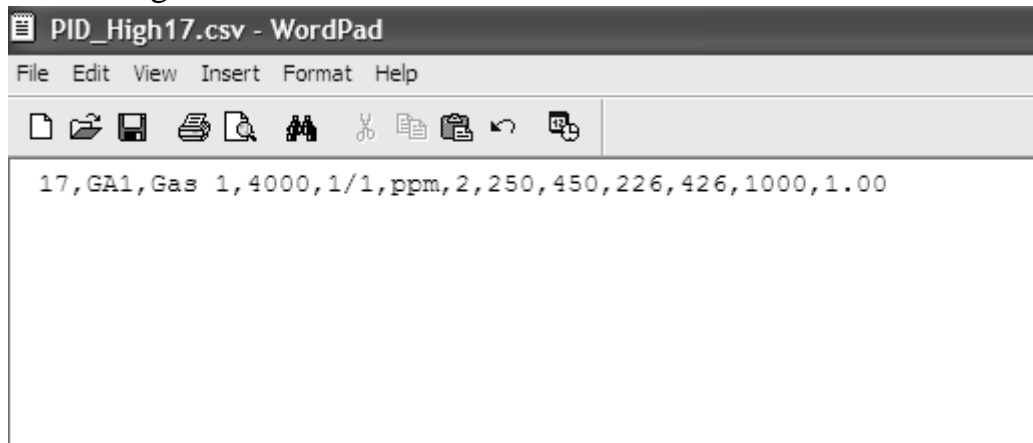 PID_High17.csv - WordPad
File Edit View Insert Format Help
17,GA1,Gas 1,4000,1/1,ppm,2,250,450,226,426,1000,1.00